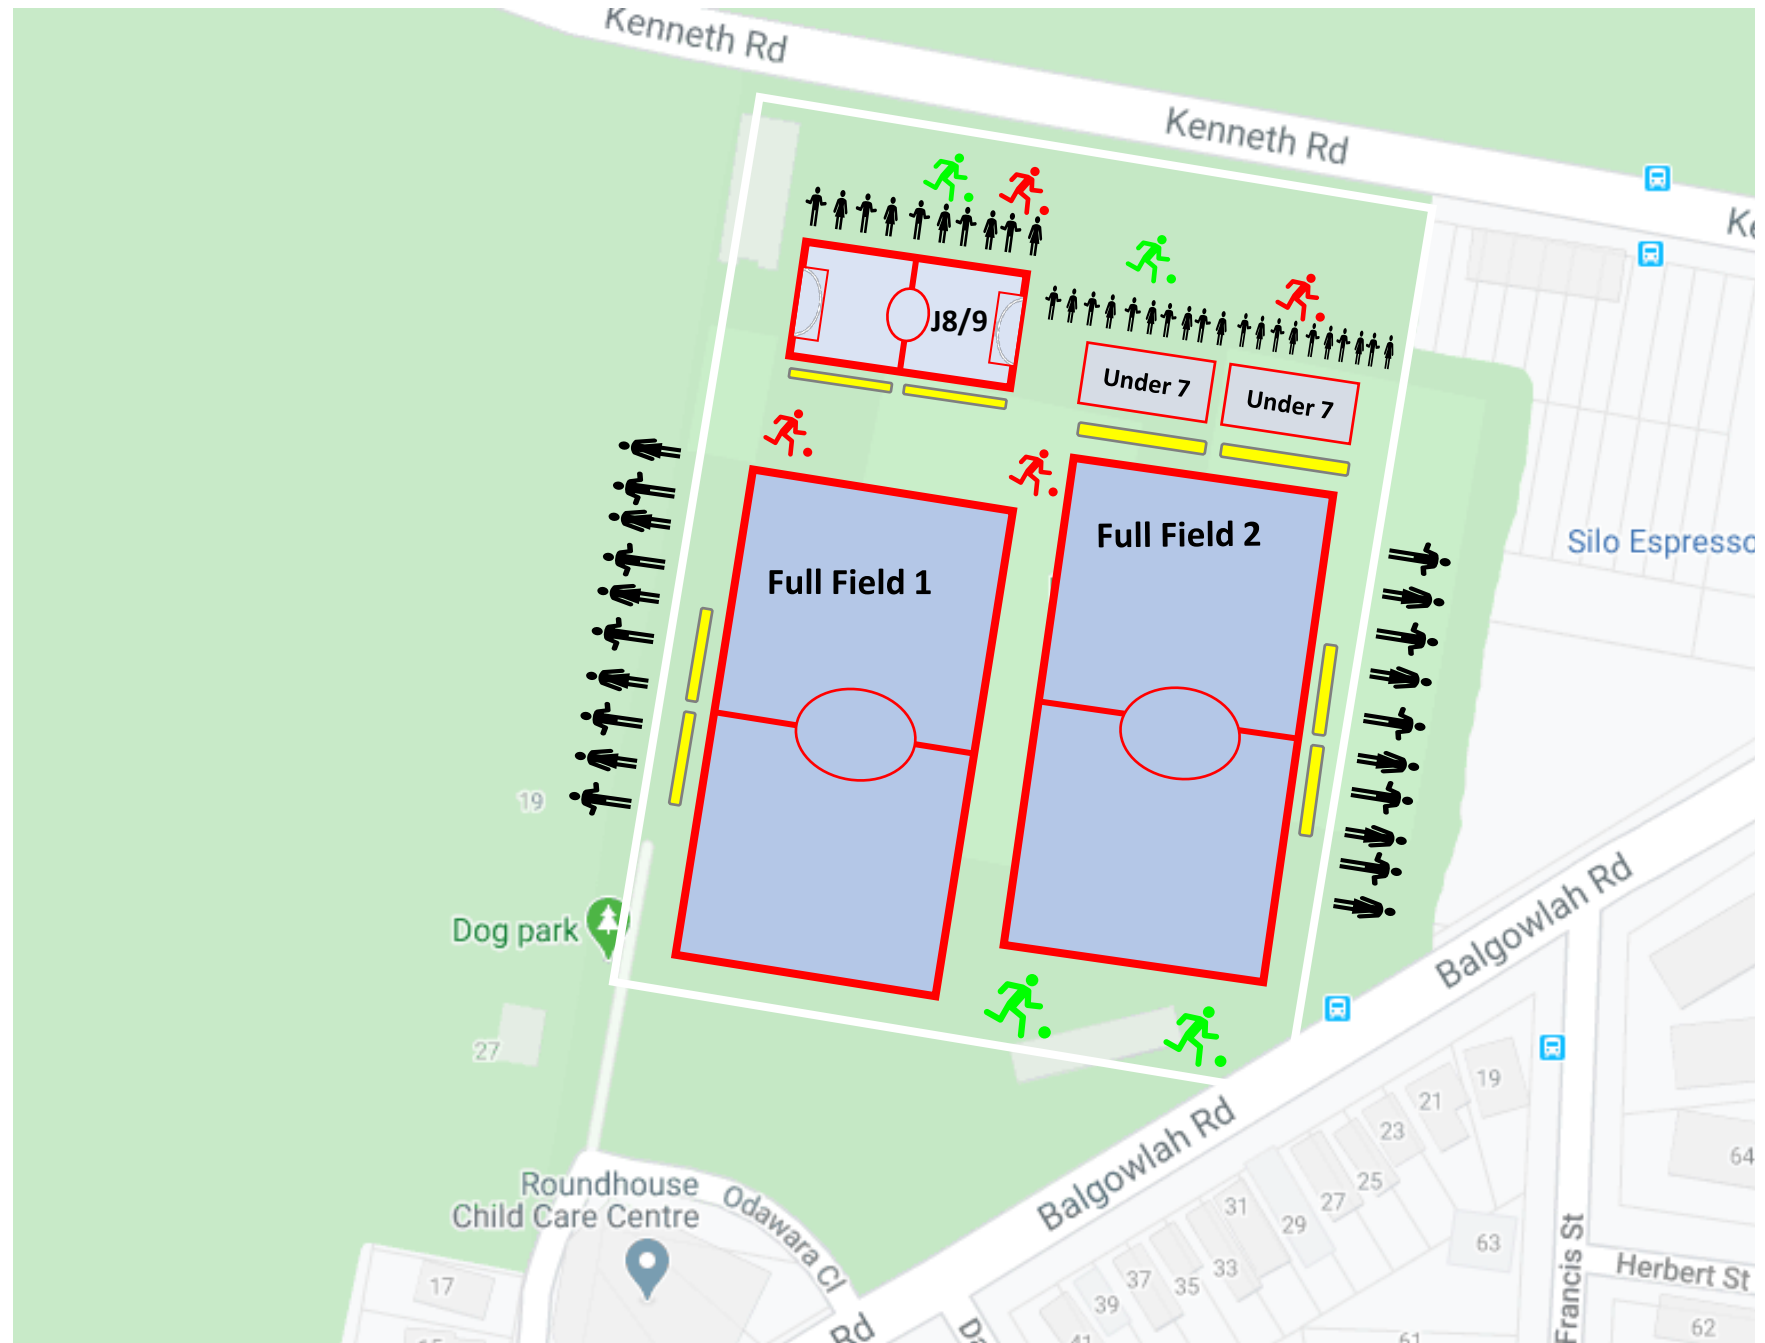 Kenneth Rd
Kenneth Rd
J8/9
Under 7
Under 7
Full Field 2
Full Field 1
Silo Espresso
19
Dog park
27
Balgowlah Rd
Balgowlah Rd
Roundhouse
Child Care Centre
Odawara Cl
19
21
23
25
27
29
31
33
35
37
39
41
17
63
61
64
62
Francis St
Herbert St
Rd